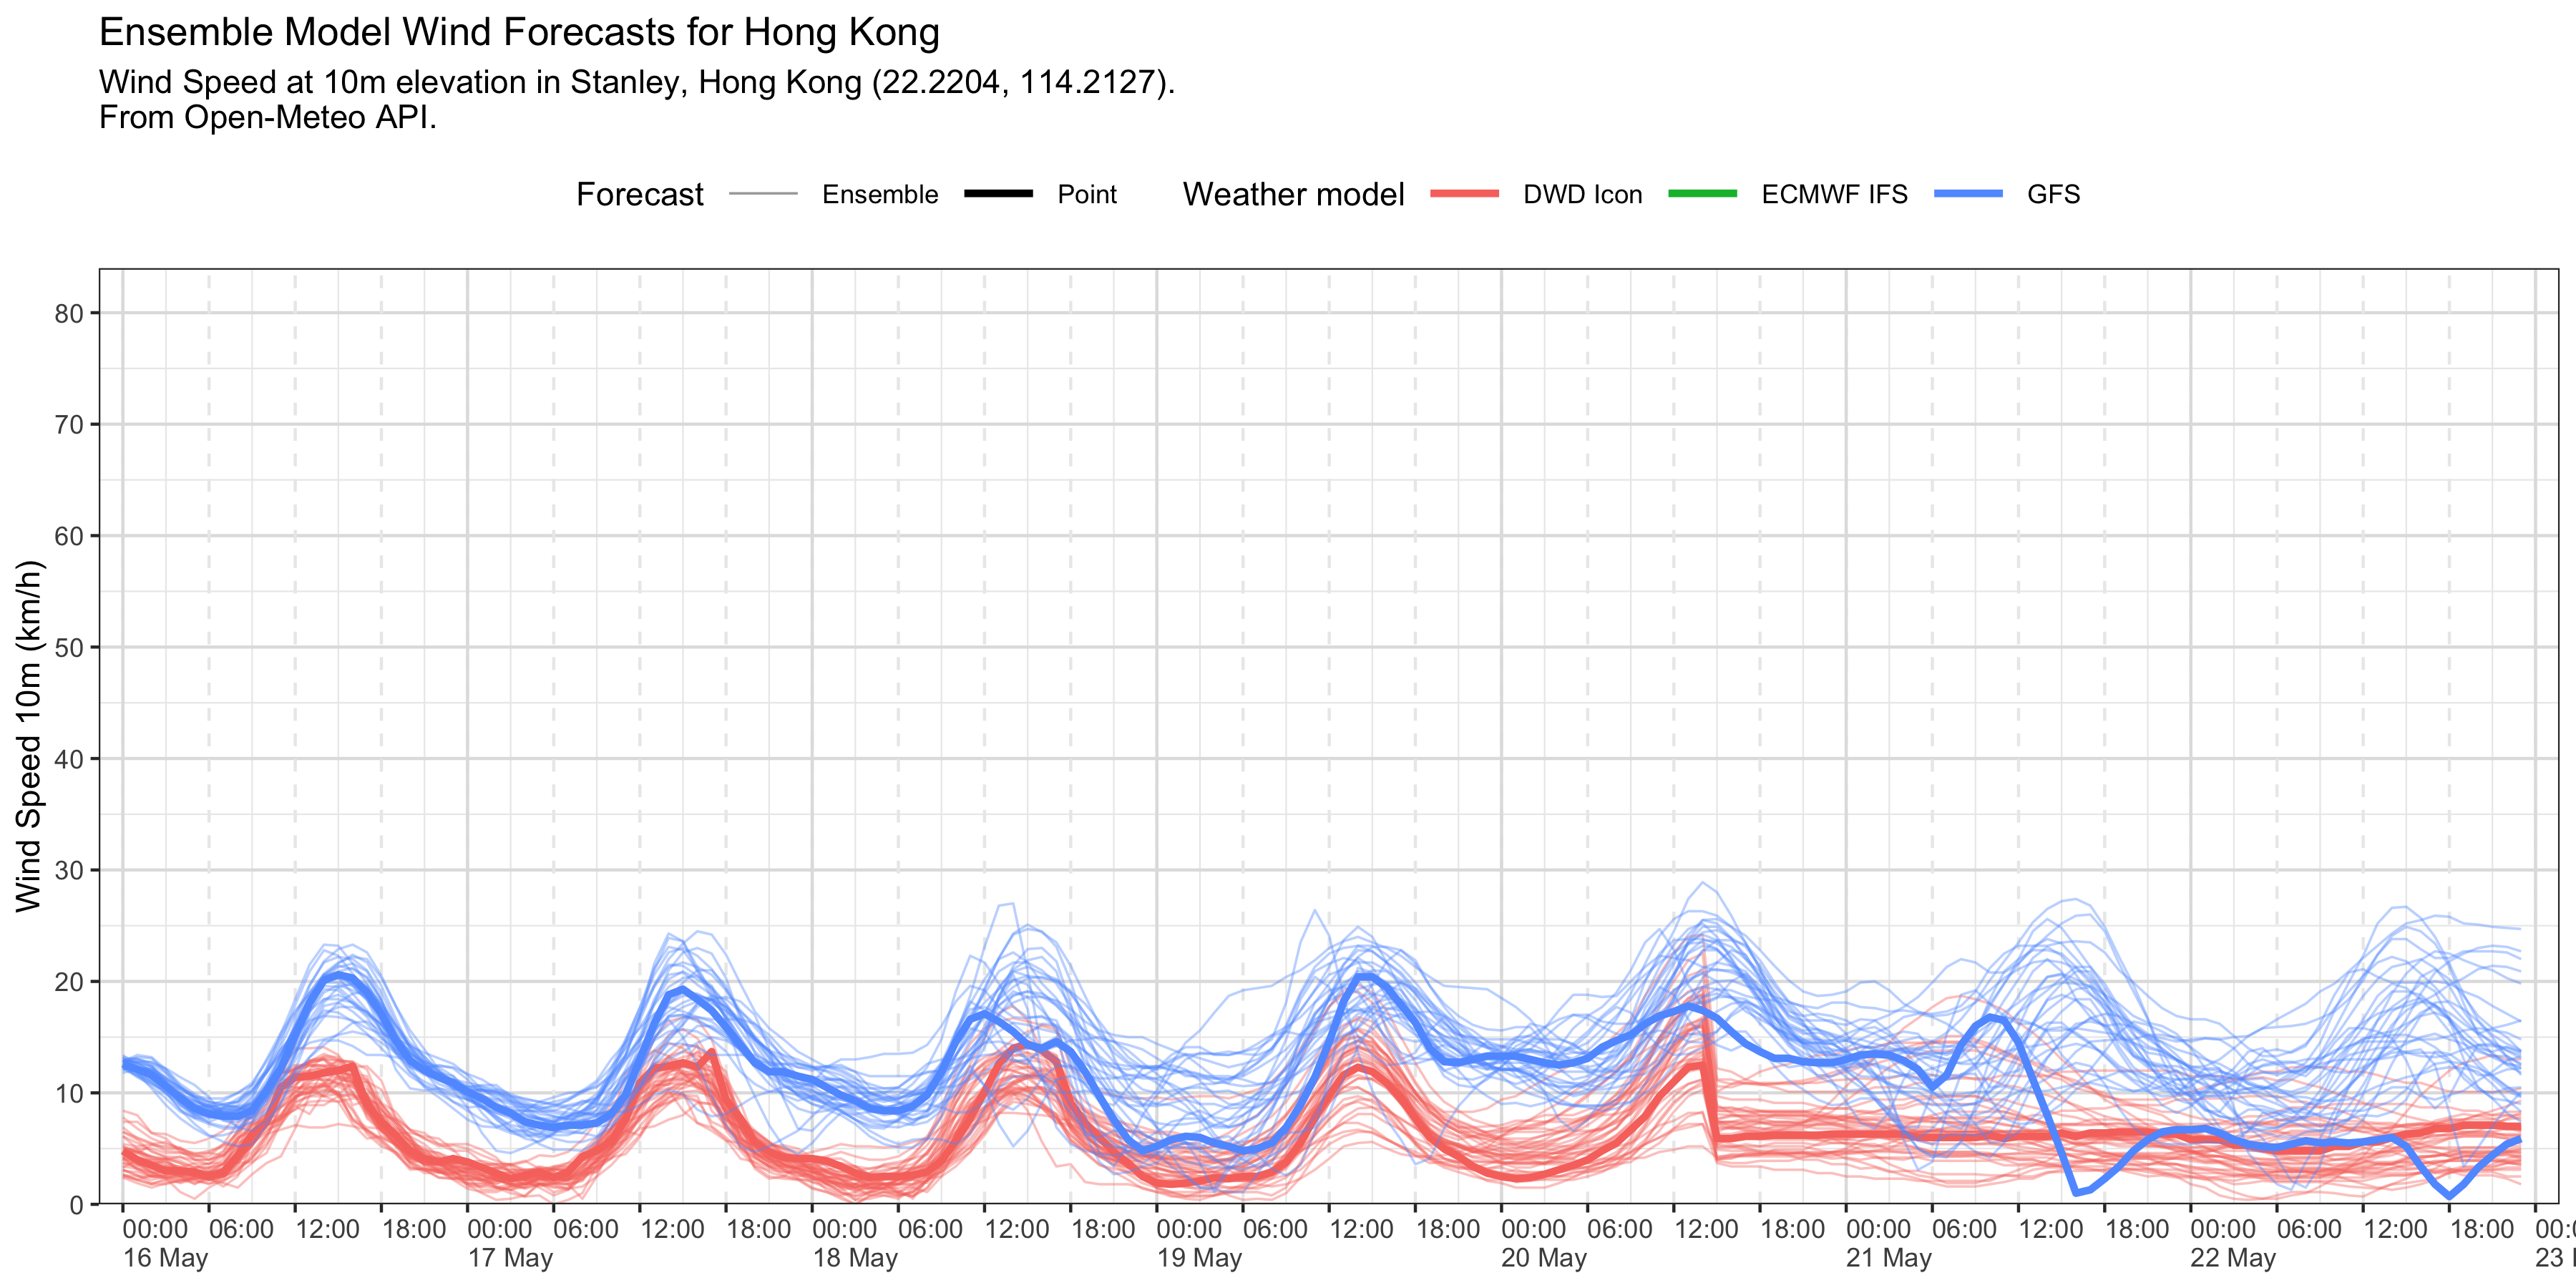 Ensemble Model Wind Forecasts for Hong Kong
Wind Speed at 10m elevation in Stanley, Hong Kong (22.2204, 114.2127).
From Open-Meteo API.
Forecast Ensemble Point Weather model DWD Icon ECMWF IFS GFS
Wind Speed 10m (km/h)
80
70
60
50
40
30
20
10
0
00:00 06:00 12:00 18:00 00:00 06:00 12:00 18:00 00:00 06:00 12:00 18:00 00:00 06:00 12:00 18:00 00:00 06:00 12:00 18:00 00:00 06:00 12:00 18:00 00:00 06:00 12:00 18:00
16 May 17 May 18 May 19 May 20 May 21 May 22 May 23